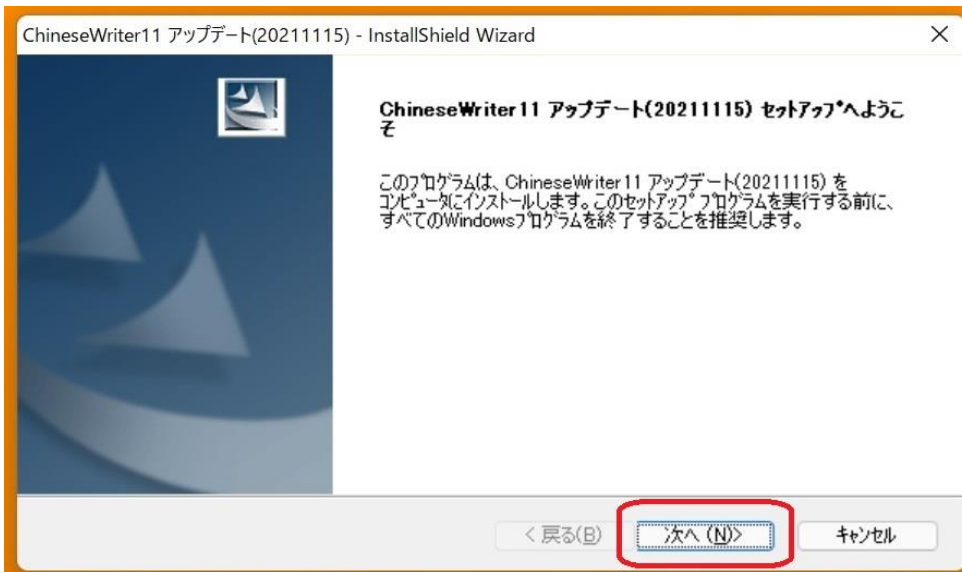 ChineseWriter11 アップデート(20211115) - InstallShield Wizard
ChineseWriter11 アップデート(20211115) セットアップへようこ
そ
このプログラムは、ChineseWriter11 アップデート(20211115) を
コンピュータにインストールします。このセットアップ プログラムを実行する前に、
すべてのWindowsプログラムを終了することを推奨します。
< 戻る(B) 次へ (N)> キャンセル